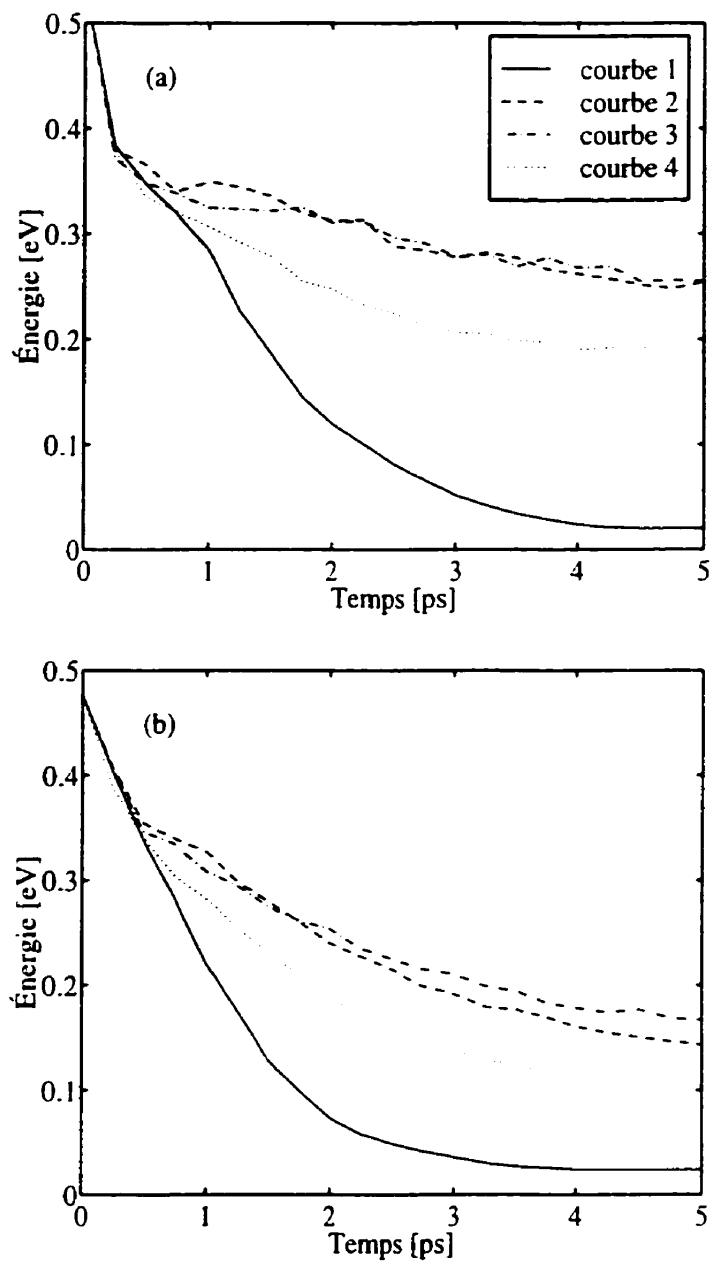 0.5
(a)
courbe 1
courbe 2
courbe 3
courbe 4
0.4
0.3
0.2
0.1
0
Énergie [eV]
0 1 2 3 4 5
Temps [ps]
0.5
(b)
0.4
0.3
0.2
0.1
0
Énergie [eV]
0 1 2 3 4 5
Temps [ps]